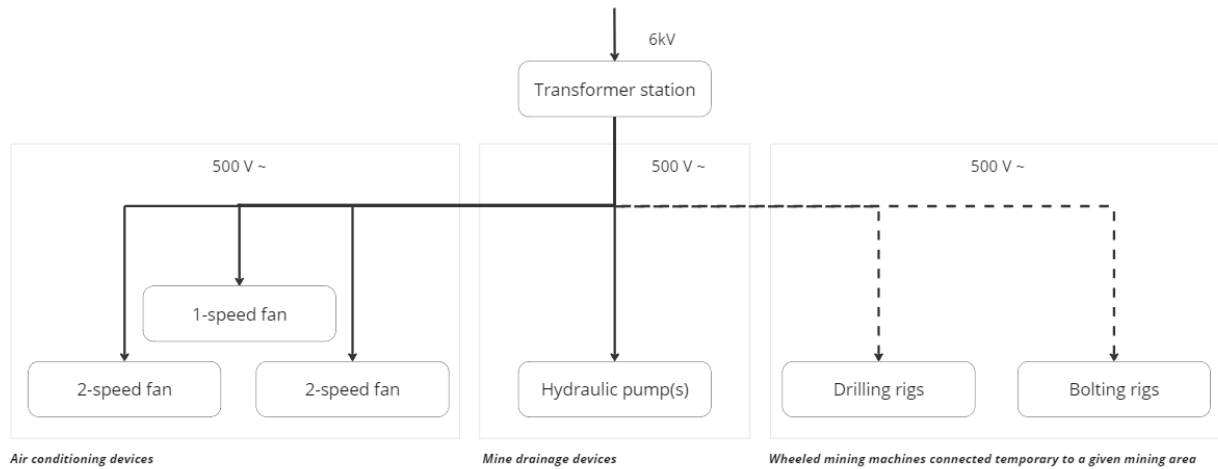 6kV
Transformer station
500 V ~
500 V ~
500 V ~
1-speed fan
2-speed fan
2-speed fan
Hydraulic pump(s)
Drilling rigs
Bolting rigs
Air conditioning devices
Mine drainage devices
Wheeled mining machines connected temporary to a given mining area